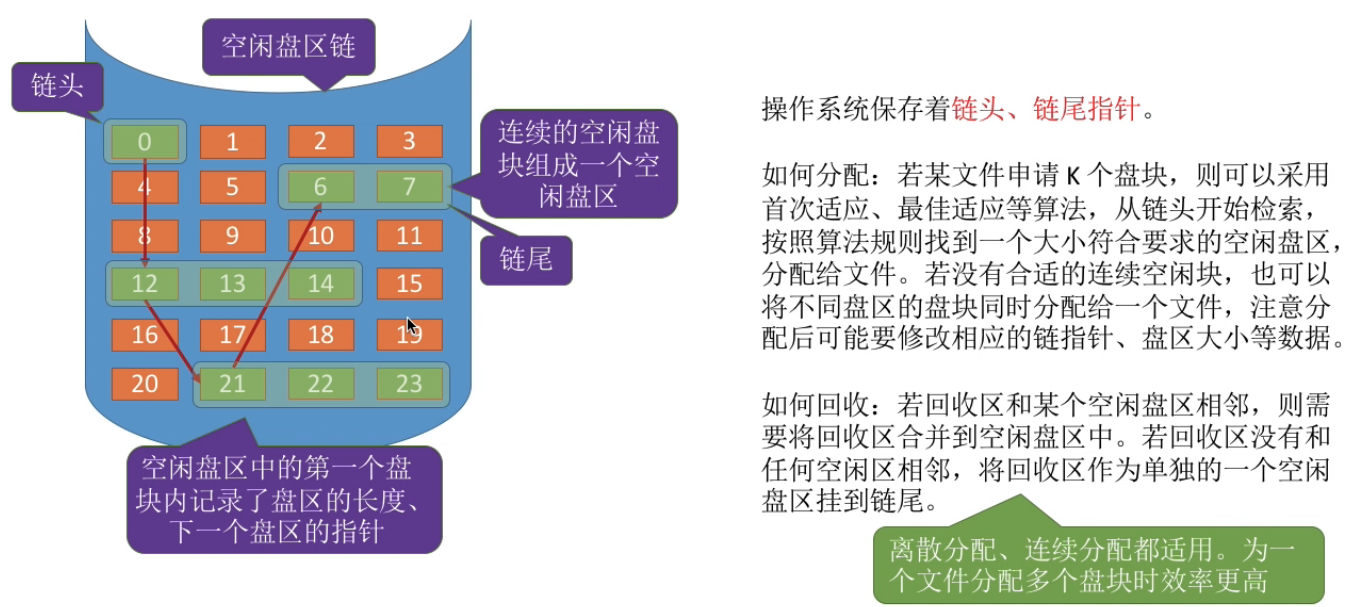 空闲盘区链
链头
0
1
2
3
4
5
6
7
8
9
10
11
12
13
14
15
16
17
18
19
20
21
22
23
连续的空闲盘
块组成一个空
闲盘区
链尾
空闲盘区中的第一个盘
块内记录了盘区的长度、
下一个盘区的指针
操作系统保存着链头、链尾指针。
如何分配：若某文件申请 K 个盘块，则可以采用
首次适应、最佳适应等算法，从链头开始检索，
按照算法规则找到一个大小符合要求的空闲盘区，
分配给文件。若没有合适的连续空闲块，也可以
将不同盘区的盘块同时分配给一个文件，注意分
配后可能要修改相应的链指针、盘区大小等数据。
如何回收：若回收区和某个空闲盘区相邻，则需
要将回收区合并到空闲盘区中。若回收区没有和
任何空闲区相邻，将回收区作为单独的一个空闲
盘区挂到链尾。
离散分配、连续分配都适用。为一
个文件分配多个盘块时效率更高